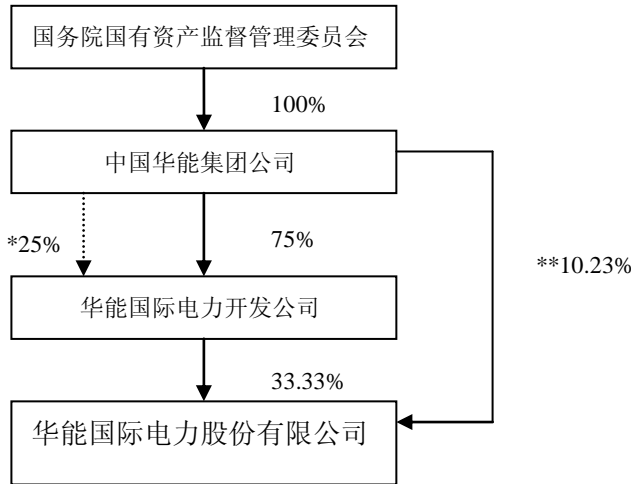 国务院国有资产监督管理委员会
100%
中国华能集团公司
*25%
75%
**10.23%
华能国际电力开发公司
33.33%
华能国际电力股份有限公司